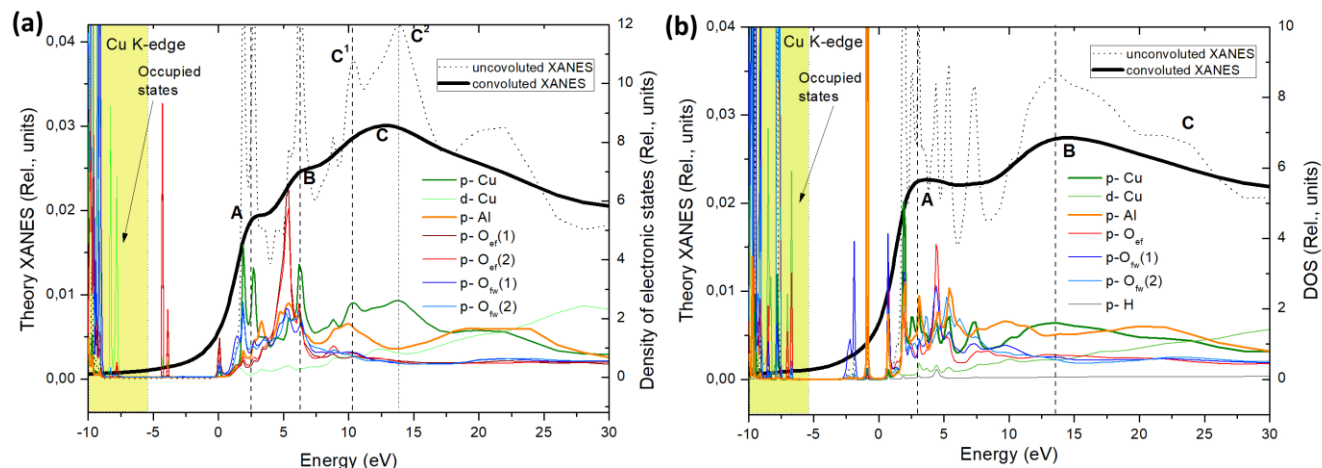 (a)
Theory XANES (Rel., units)
0,04
0,03
0,02
0,01
0,00
Cu K-edge
Occupied
states
A
B
C
C1
C2
uncovoluted XANES
convoluted XANES
p- Cu
d- Cu
p- Al
p- Oef(1)
p- Oef(2)
p- Ofw(1)
p- Ofw(2)
12
10
8
6
4
2
0
Density of electronic states (Rel., units)
-10 -5 0 5 10 15 20 25 30
Energy (eV)
(b)
Theory XANES (Rel., units)
0,04
0,03
0,02
0,01
0,00
Cu K-edge
Occupied
states
A
B
C
uncovoluted XANES
convoluted XANES
p- Cu
d- Cu
p- Al
p- Oef
p-Ofw(1)
p- Ofw(2)
p- H
10
8
6
4
2
0
DOS (Rel., units)
-10 -5 0 5 10 15 20 25 30
Energy (eV)